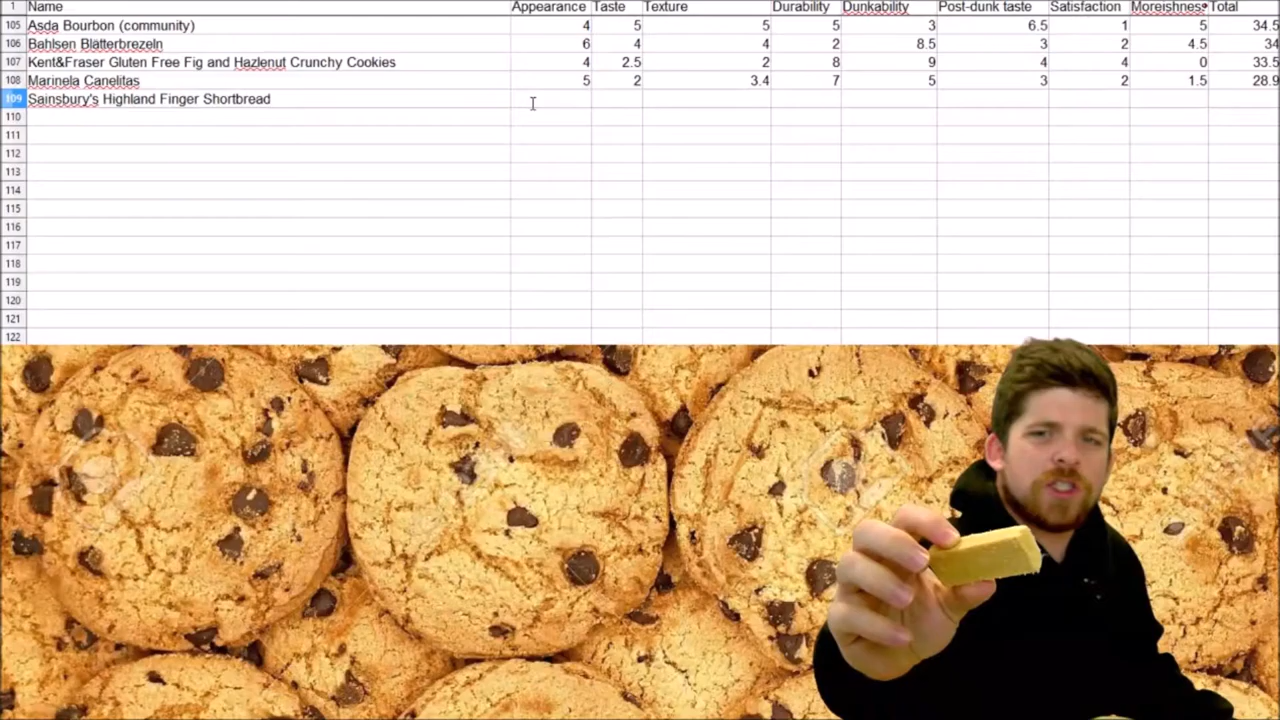 1 Name Appearance Taste Texture Durability Dunkability Post-dunk taste Satisfaction Moreishness Total
105 Asda Bourbon (community) 4 5 5 5 3 6.5 1 5 34.5
106 Bahlsen Blätterbrezeln 6 4 4 2 8.5 3 2 4.5 34
107 Kent&Fraser Gluten Free Fig and Hazlenut Crunchy Cookies 4 2.5 2 8 9 4 4 0 33.5
108 Marinela Canelitas 5 2 3.4 7 5 3 2 1.5 28.9
109 Sainsbury's Highland Finger Shortbread
110
111
112
113
114
115
116
117
118
119
120
121
122